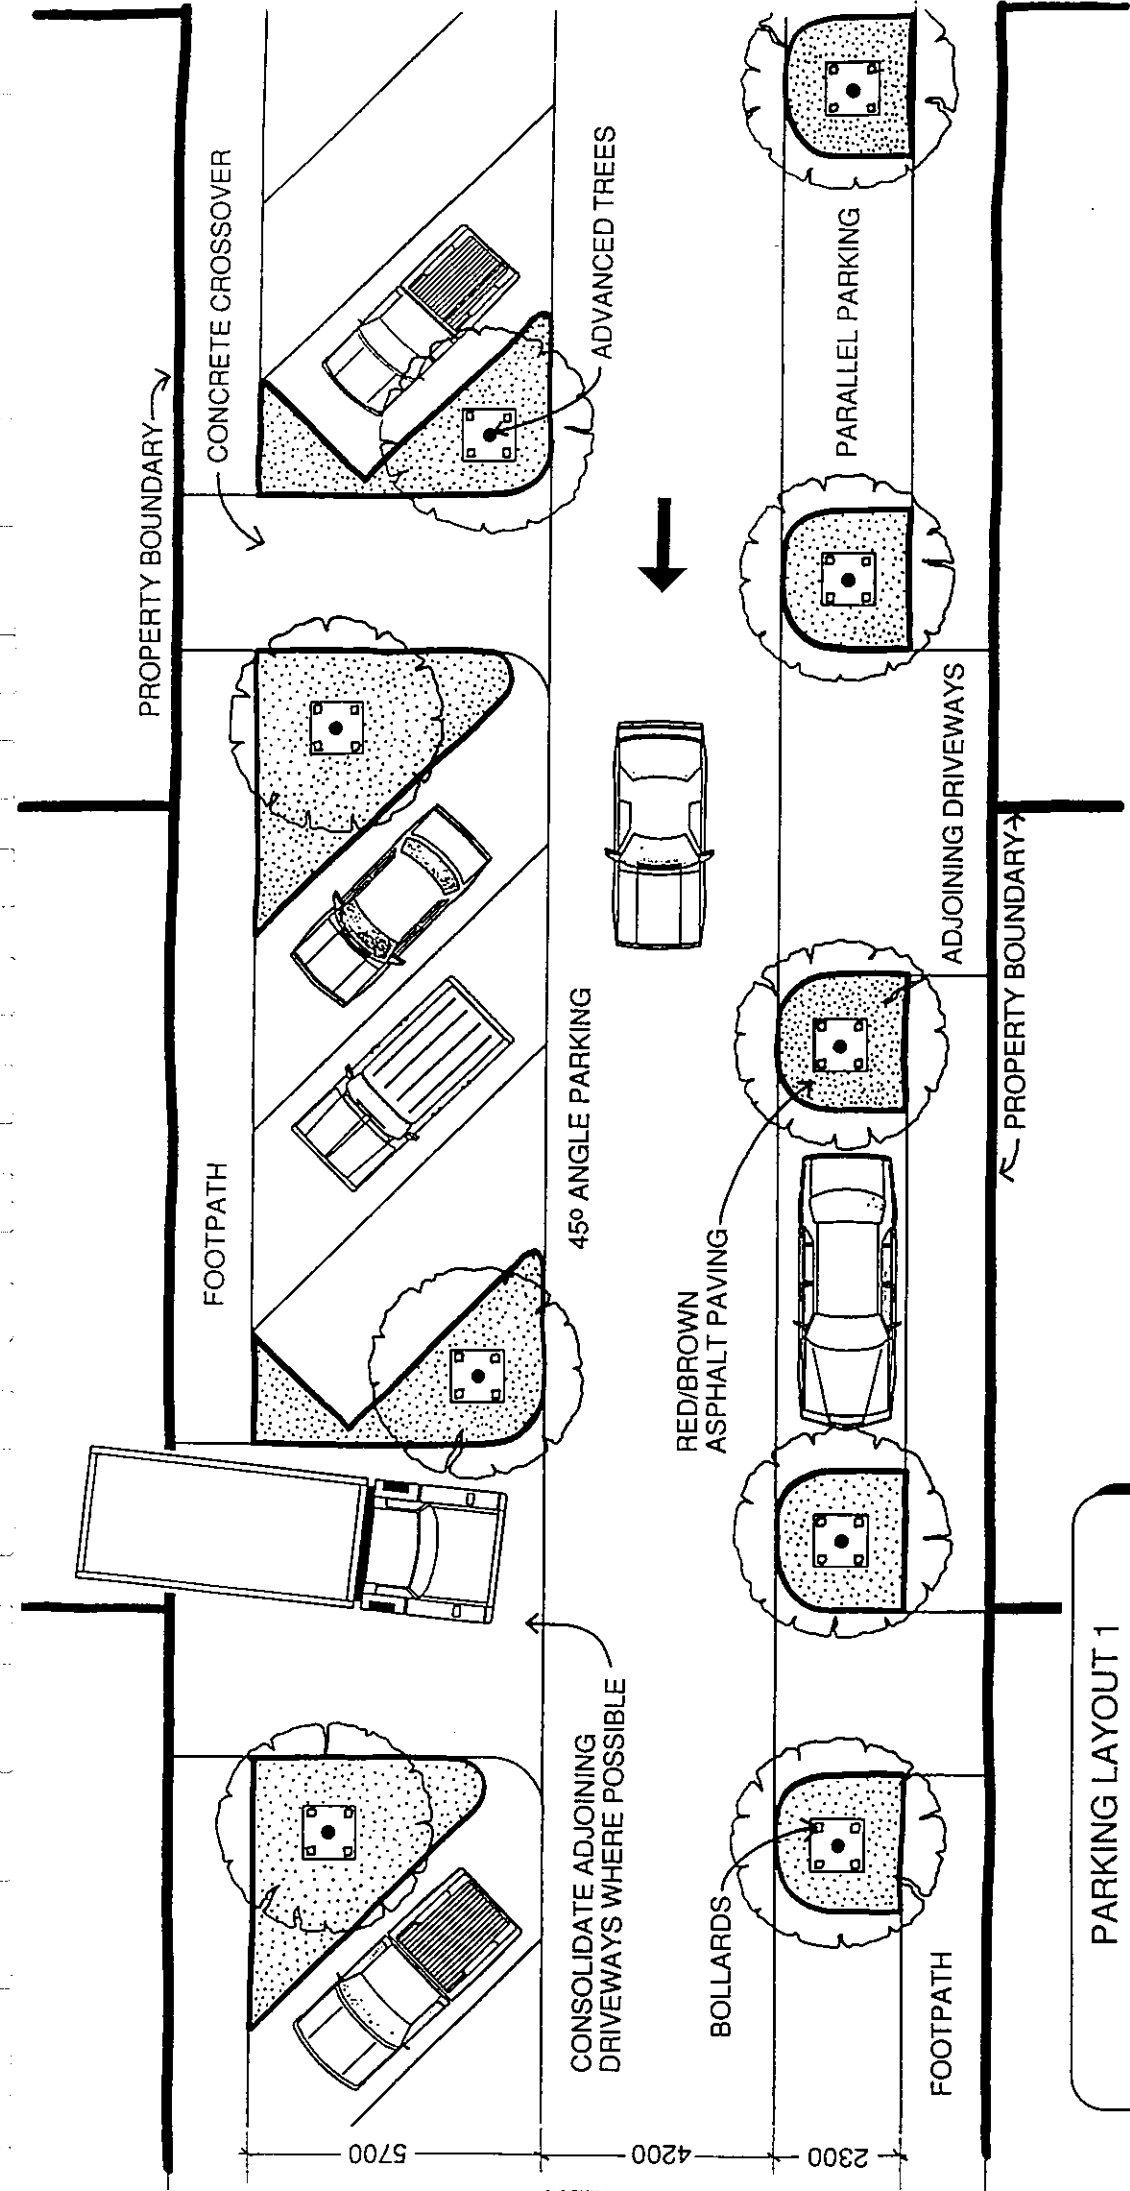 PROPERTY BOUNDARY
CONCRETE CROSSOVER
ADVANCED TREES
PARALLEL PARKING
FOOTPATH
45º ANGLE PARKING
RED/BROWN
ASPHALT PAVING
ADJOINING DRIVEWAYS
PROPERTY BOUNDARY
CONSOLIDATE ADJOINING
DRIVEWAYS WHERE POSSIBLE
BOLLARDS
FOOTPATH
5700
4200
2300
PARKING LAYOUT 1